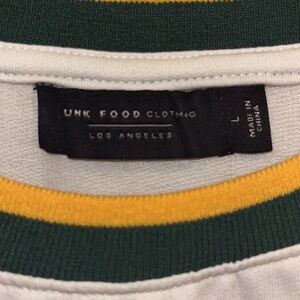 UNK FOOD CLOTHING
LOS ANGELES
L
MADE IN
CHINA